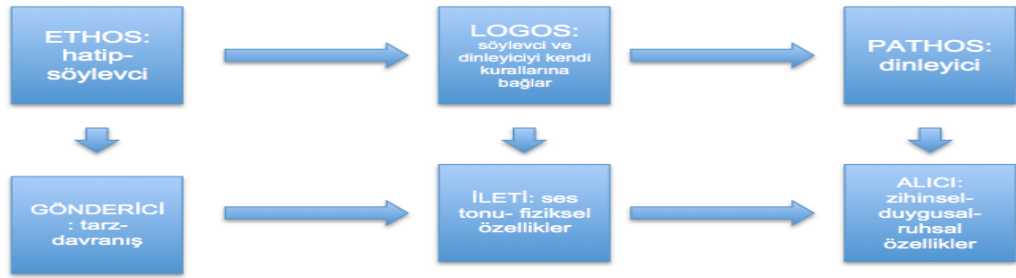 ETHOS:
hatip-
söylevci
LOGOS:
söylevci ve
dinleyiciyi kendi
kurallarına
bağlar
PATHOS:
dinleyici
GÖNDERİCİ
: tarz-
davranış
İLETİ: ses
tonu- fiziksel
özellikler
ALICI:
zihinsel-
duygusal-
ruhsal
özellikler